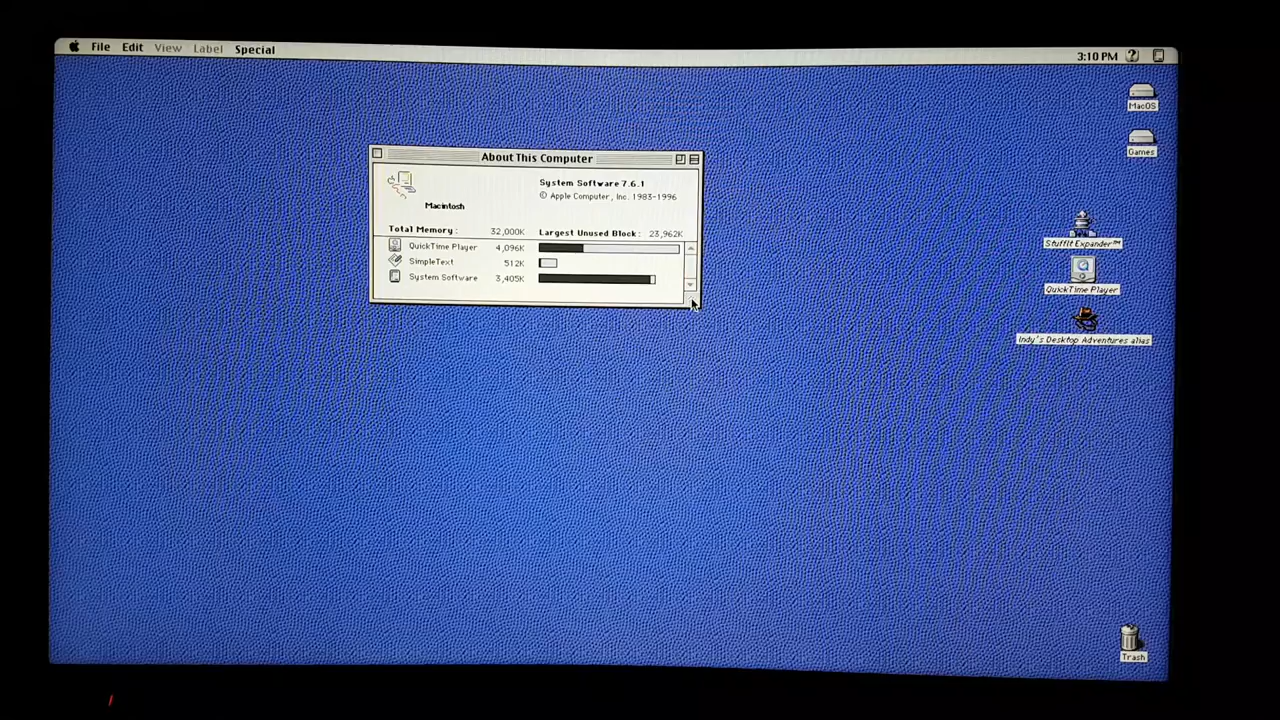 File Edit View Label Special 3:10 PM
MacOS
Games
About This Computer
System Software 7.6.1
© Apple Computer, Inc. 1983-1996
Macintosh
Total Memory : 32,000K Largest Unused Block : 23,962K
QuickTime Player 4,096K
SimpleText 512K
System Software 3,405K
StuffIt Expander™
QuickTime Player
Indy's Desktop Adventures alias
Trash